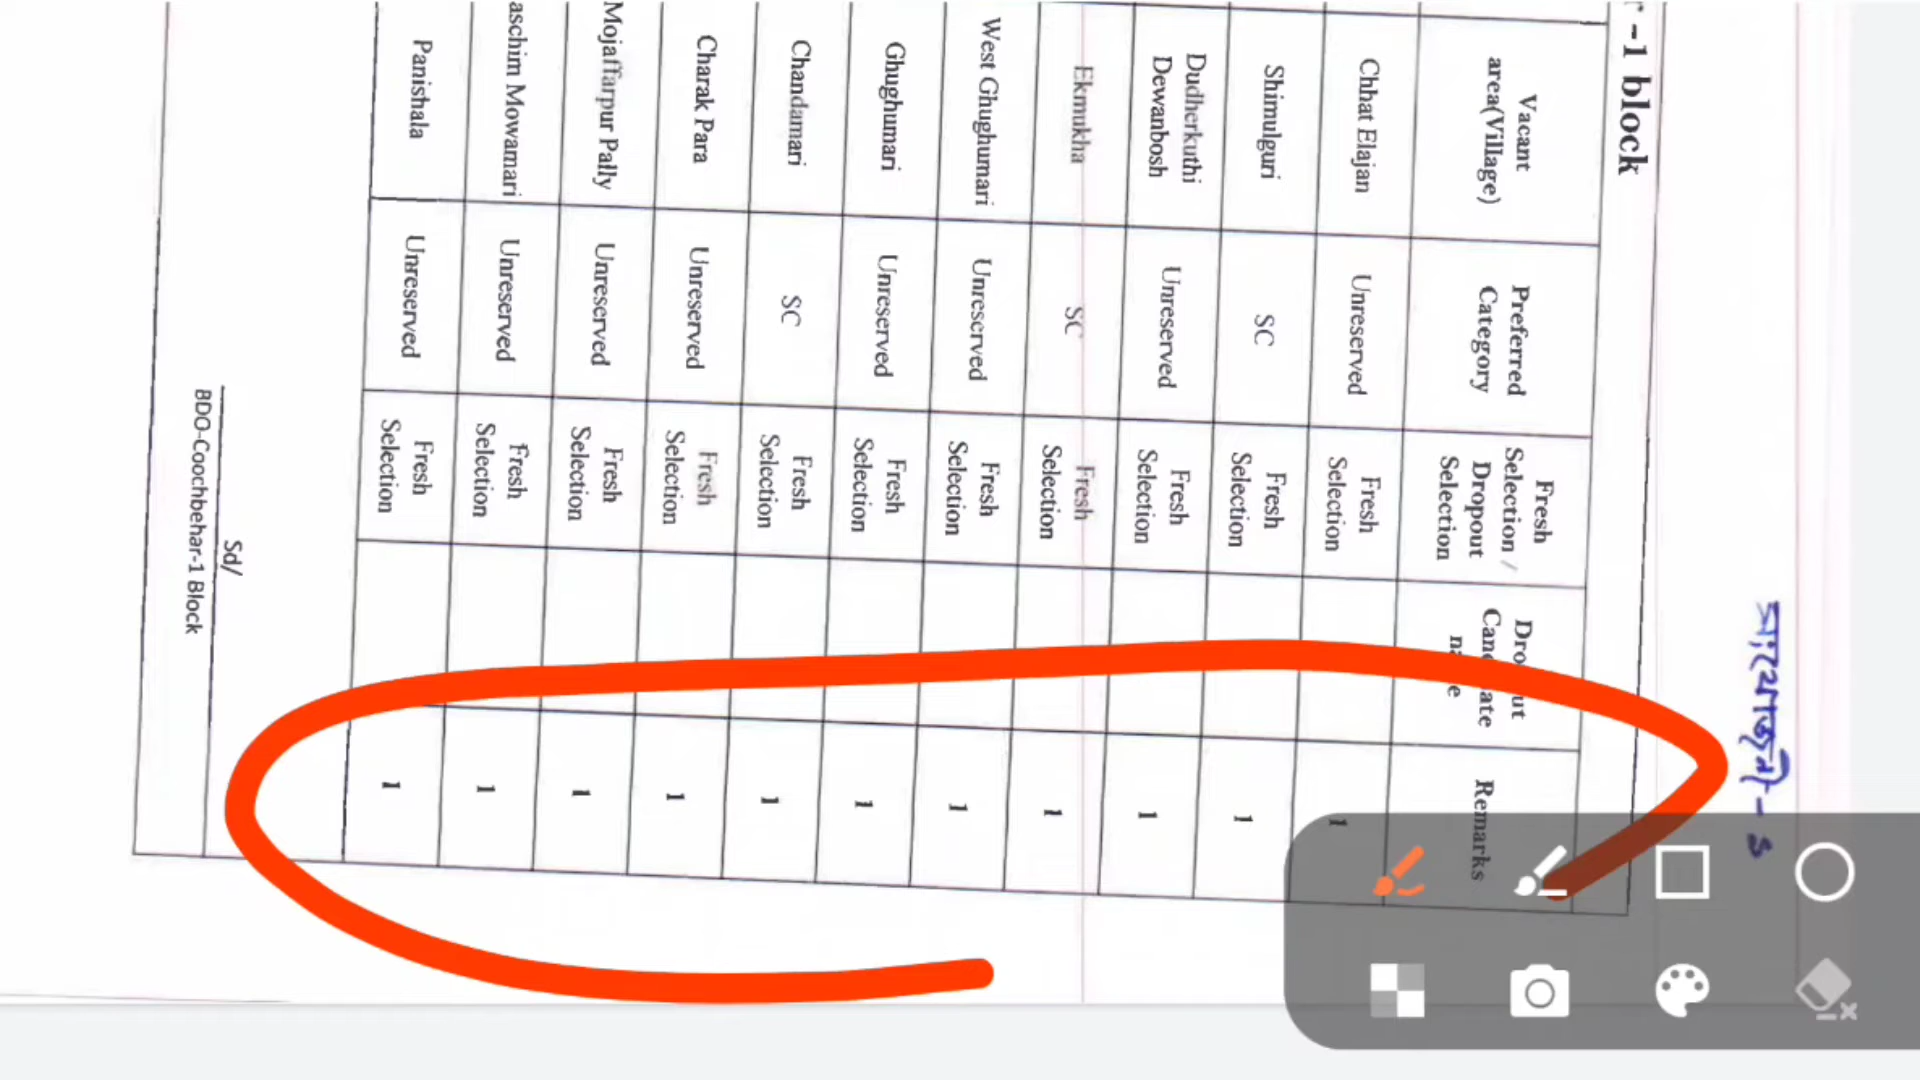 সংযোজনী - ১
r -1 block
Vacant area(Village)
Preferred Category
Fresh Selection / Dropout Selection
Remarks
Chhat Elajan
Unreserved
Fresh Selection
1
Shimulguri
SC
Fresh Selection
1
Dudherkuthi Dewanbosh
Unreserved
Fresh Selection
1
Ekmukha
SC
Fresh Selection
1
West Ghughumari
Unreserved
Fresh Selection
1
Ghughumari
Unreserved
Fresh Selection
1
Chandamari
SC
Fresh Selection
1
Charak Para
Unreserved
Fresh Selection
1
Mojaffarpur Pally
Unreserved
Fresh Selection
1
aschim Mowamari
Unreserved
Fresh Selection
1
Panishala
Unreserved
Fresh Selection
1
Sd/
BDO-Coochbehar-1 Block